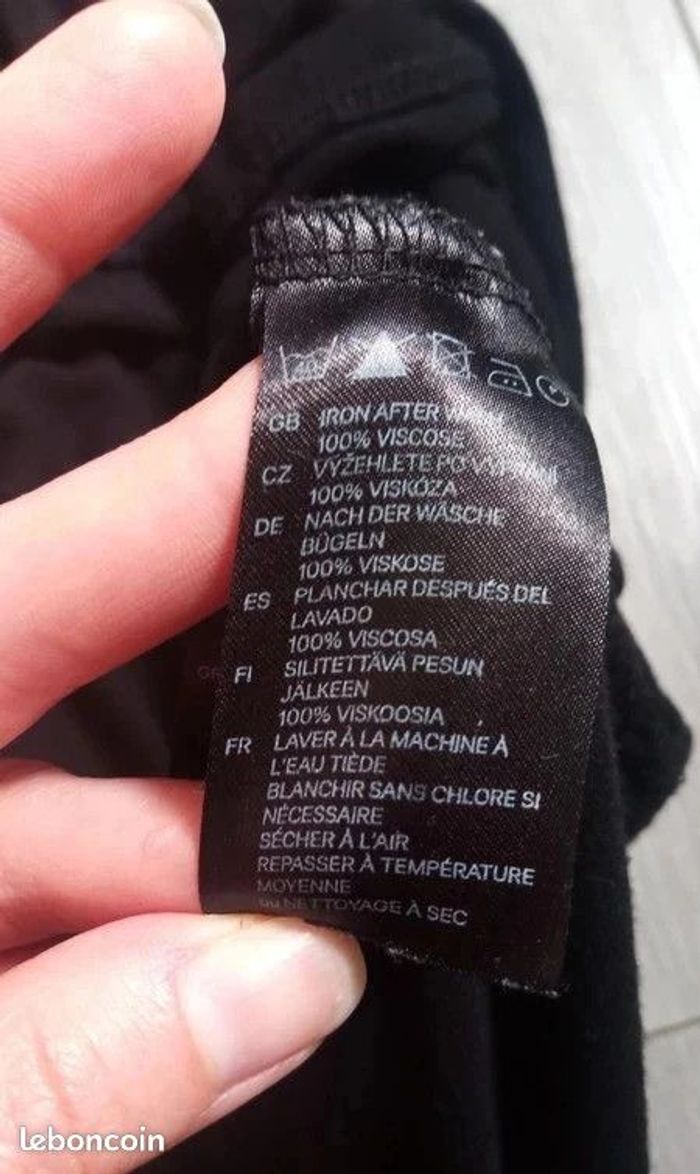 GB IRON AFTER
100% VISCOSE
CZ VYŽEHLETE PO
100% VISKÓZA
DE NACH DER WÄSCHE
BÜGELN
100% VISKOSE
ES PLANCHAR DESPUÉS DEL
LAVADO
100% VISCOSA
FI SILITETTÄVÄ PESUN
JÄLKEEN
100% VISKOOSIA
FR LAVER À LA MACHINE À
L'EAU TIÈDE
BLANCHIR SANS CHLORE SI
NÉCESSAIRE
SÉCHER À L'AIR
REPASSER À TEMPÉRATURE
MOYENNE
ou NETTOYAGE À SEC
leboncoin